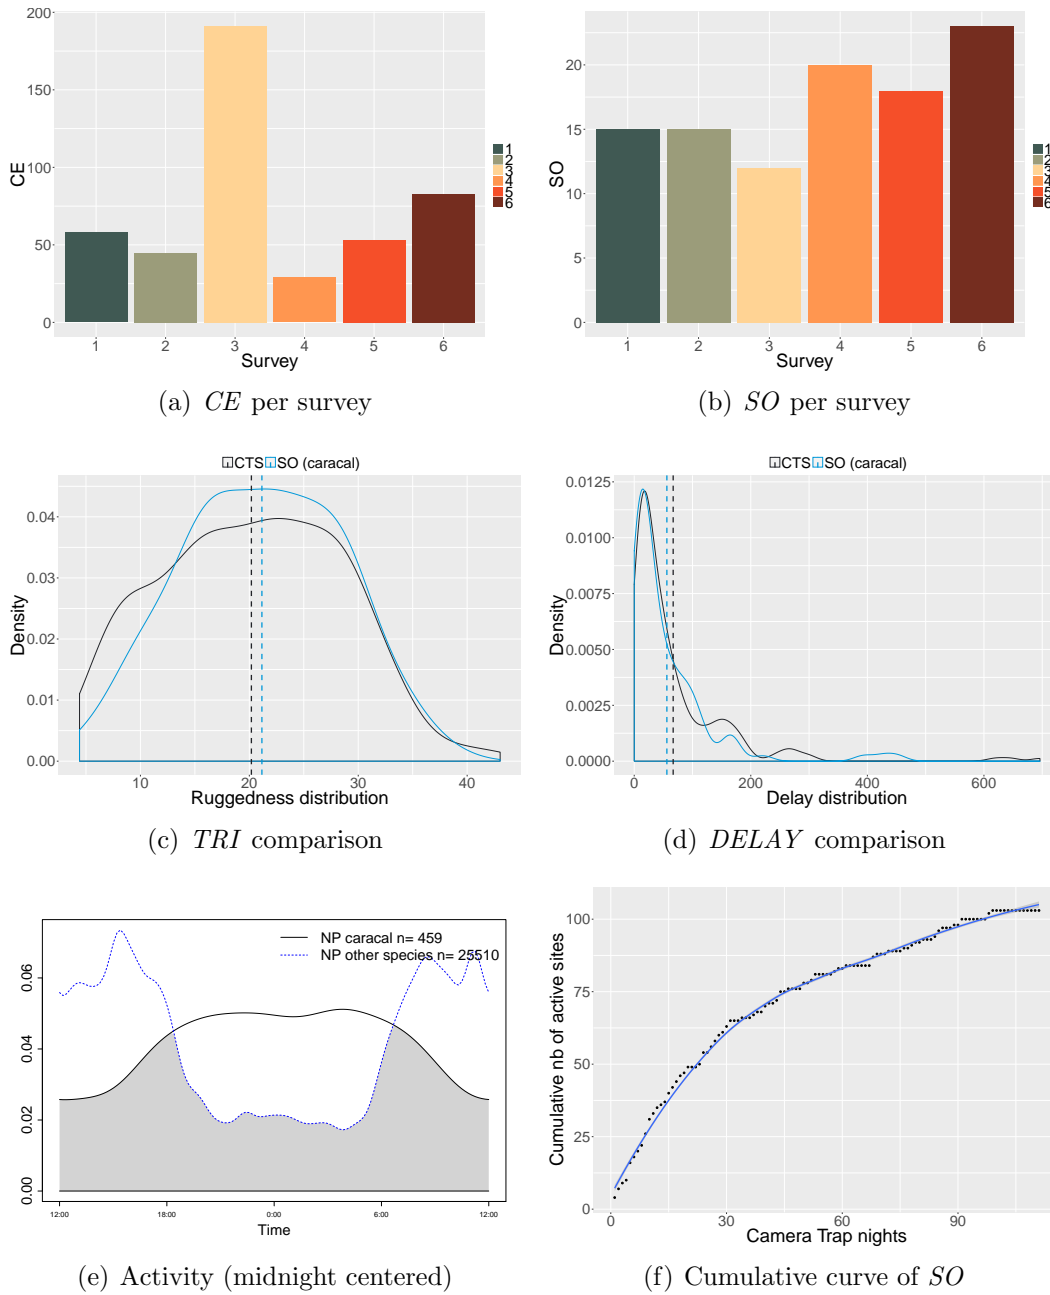 200
150
100
50
0
CE
1 2 3 4 5 6
Survey
1
2
3
4
5
6
(a) CE per survey
20
15
10
5
0
SO
1 2 3 4 5 6
Survey
1
2
3
4
5
6
(b) SO per survey
CTS SO (caracal)
0.04
0.03
0.02
0.01
0.00
Density
10 20 30 40
Ruggedness distribution
(c) TRI comparison
CTS SO (caracal)
0.0125
0.0100
0.0075
0.0050
0.0025
0.0000
Density
0 200 400 600
Delay distribution
(d) DELAY comparison
NP caracal n= 459
NP other species n= 25510
0.06
0.04
0.02
0.00
12:00 18:00 0:00 6:00 12:00
Time
(e) Activity (midnight centered)
100
75
50
25
0
Cumulative nb of active sites
0 30 60 90
Camera Trap nights
(f) Cumulative curve of SO